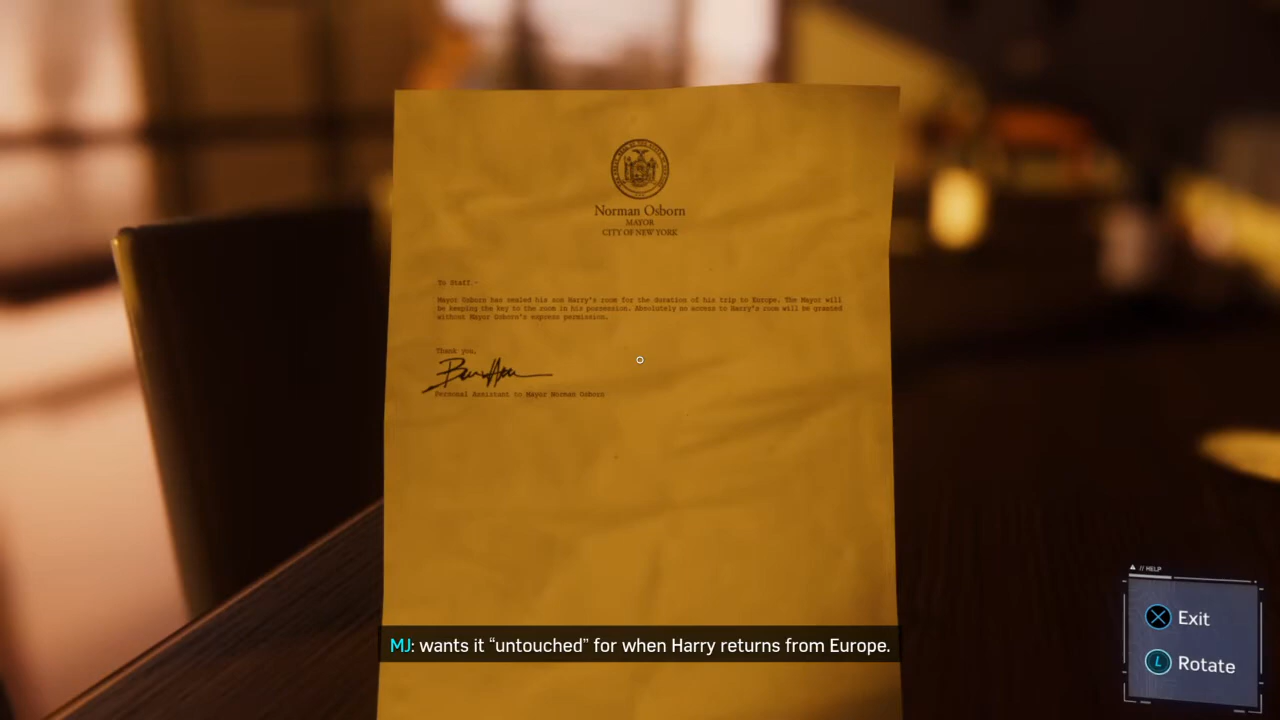 Norman Osborn
MAYOR
CITY OF NEW YORK
To Staff.-
Mayor Osborn has sealed his son Harry's room for the duration of his trip to Europe. The Mayor will
be keeping the key to the room in his possession. Absolutely no access to Harry's room will be granted
without Mayor Osborn's express permission.
Thank you,
Personal Assistant to Mayor Norman Osborn
MJ: wants it “untouched” for when Harry returns from Europe.
// HELP
Exit
L Rotate